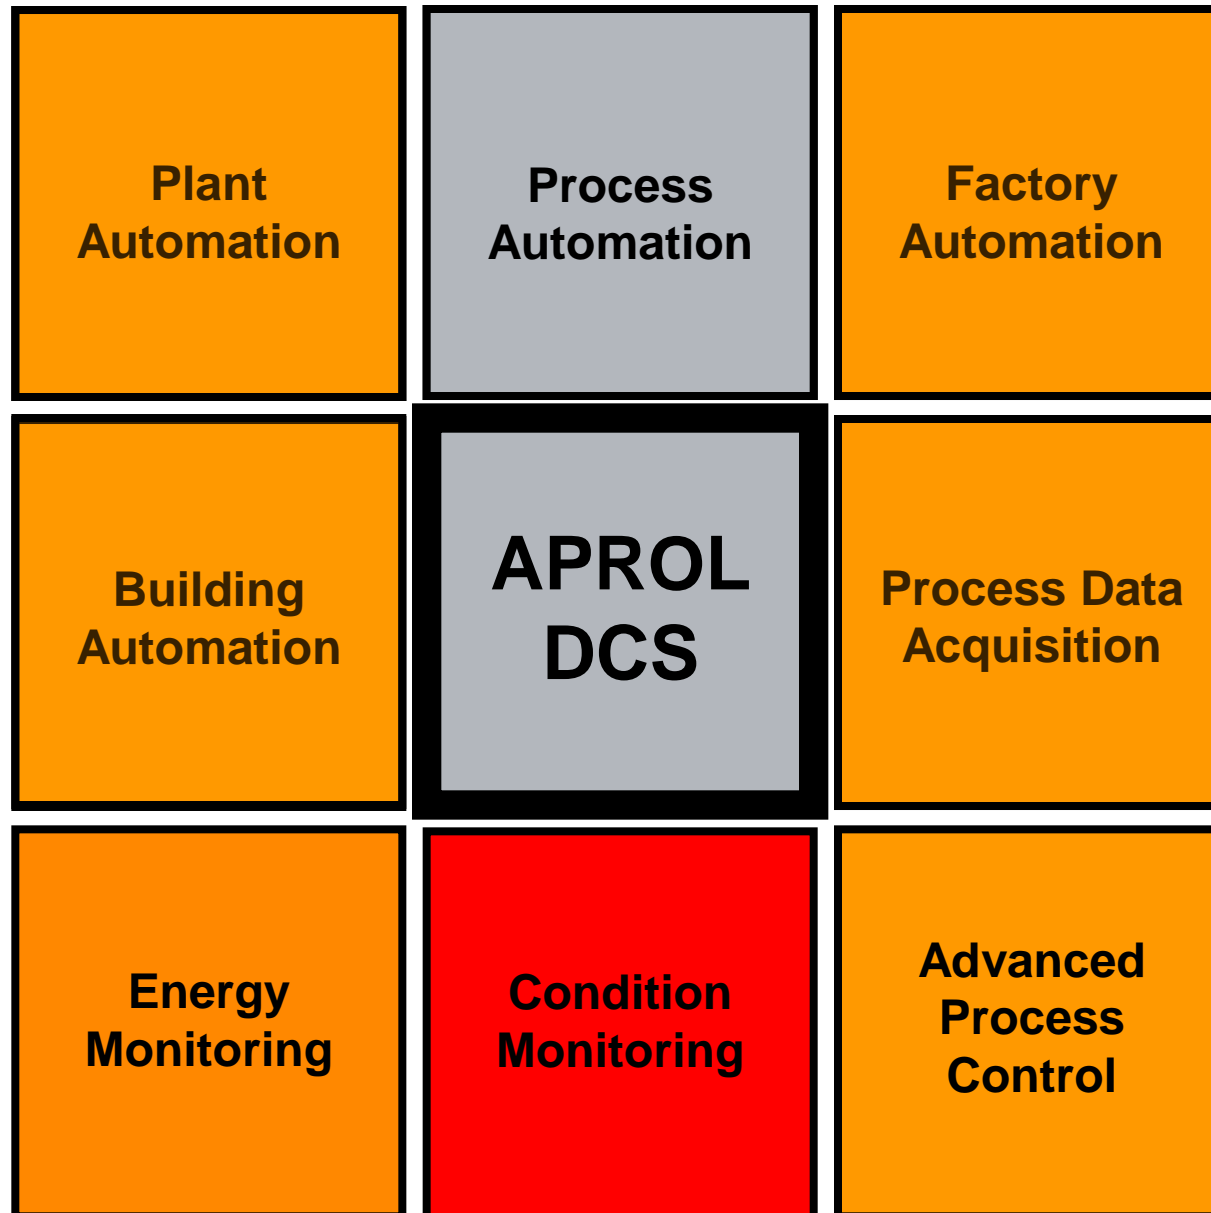 Plant
Automation
Process
Automation
Factory
Automation
Building
Automation
APROL
DCS
Process Data
Acquisition
Energy
Monitoring
Condition
Monitoring
Advanced
Process
Control